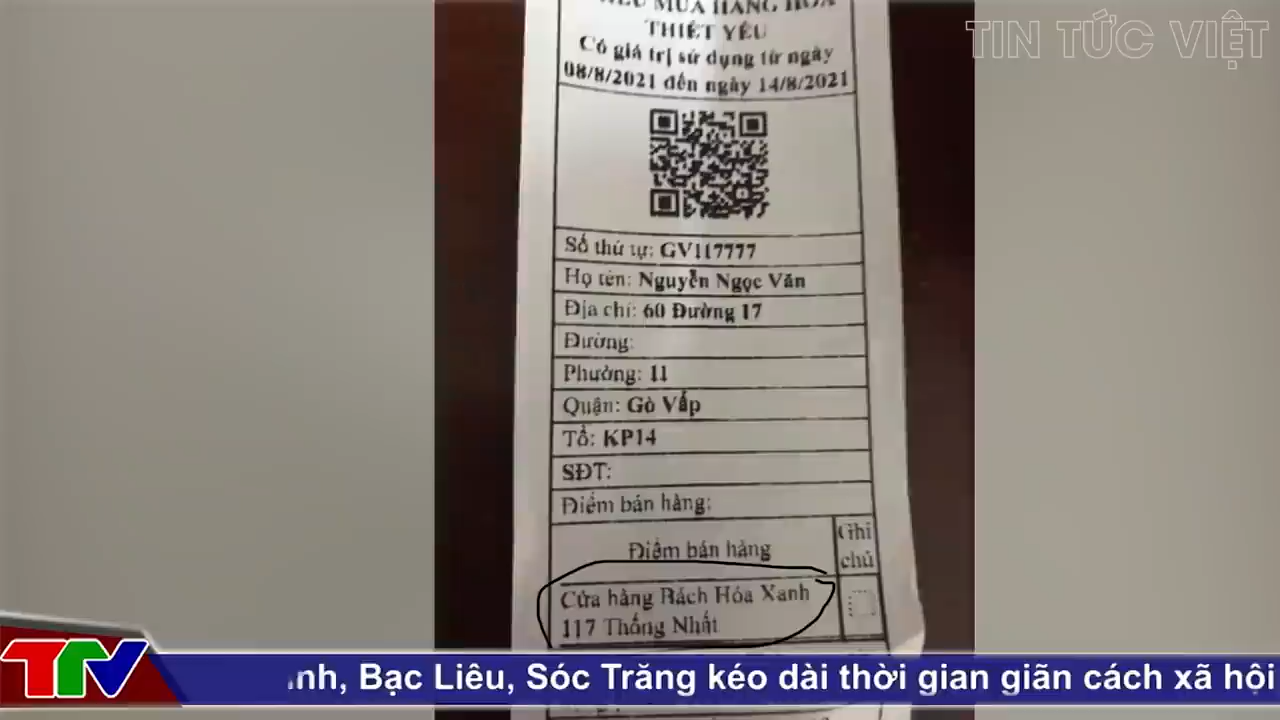 TIN TỨC VIỆT
MUA HÀNG HÓA
THIẾT YẾU
Có giá trị sử dụng từ ngày
08/8/2021 đến ngày 14/8/2021
Số thứ tự: GV117777
Họ tên: Nguyễn Ngọc Văn
Địa chỉ: 60 Đường 17
Đường:
Phường: 11
Quận: Gò Vấp
Tổ: KP14
SĐT:
Điểm bán hàng:
Điểm bán hàng
Ghi
chú
Cửa hàng Bách Hóa Xanh
117 Thống Nhất
TTV
Bạc Liêu, Sóc Trăng kéo dài thời gian giãn cách xã hội